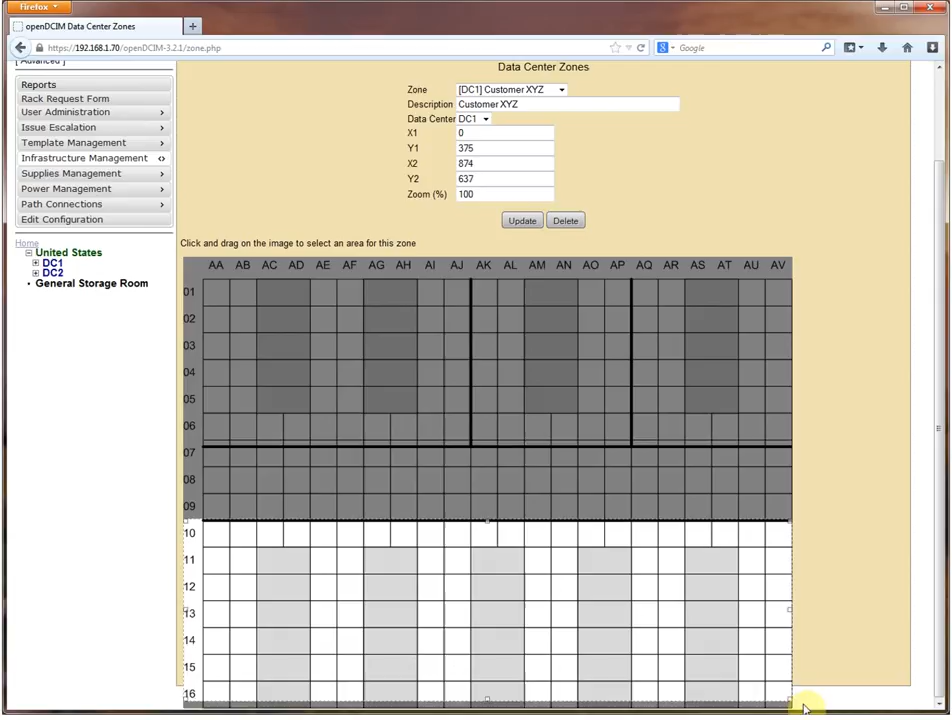 Firefox
openDCIM Data Center Zones
https://192.168.1.70/openDCIM-3.2.1/zone.php
Google
[ Advanced ]
Reports
Rack Request Form
User Administration
Issue Escalation
Template Management
Infrastructure Management
Supplies Management
Power Management
Path Connections
Edit Configuration
Home
United States
DC1
DC2
General Storage Room
Data Center Zones
Zone [DC1] Customer XYZ
Description Customer XYZ
Data Center DC1
X1 0
Y1 375
X2 874
Y2 637
Zoom (%) 100
Update Delete
Click and drag on the image to select an area for this zone
AA AB AC AD AE AF AG AH AI AJ AK AL AM AN AO AP AQ AR AS AT AU AV
01
02
03
04
05
06
07
08
09
10
11
12
13
14
15
16